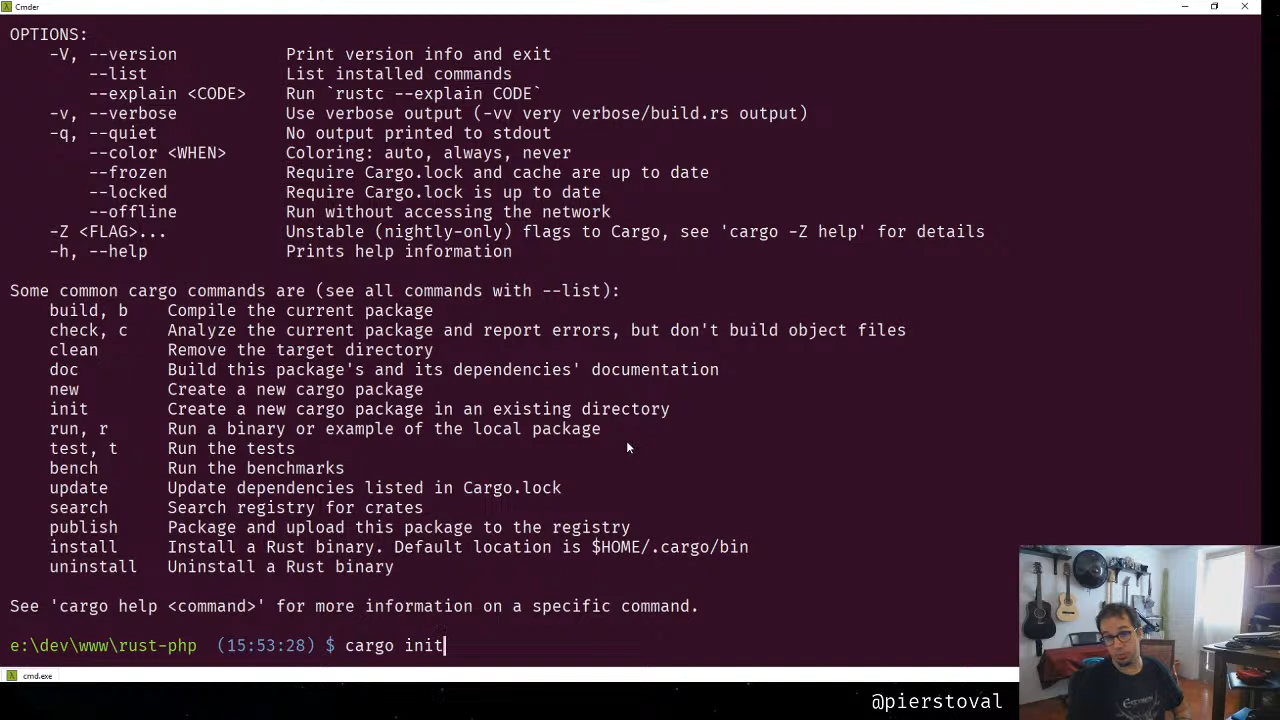 Cmder
OPTIONS:
-V, --version Print version info and exit
--list List installed commands
--explain <CODE> Run `rustc --explain CODE`
-v, --verbose Use verbose output (-vv very verbose/build.rs output)
-q, --quiet No output printed to stdout
--color <WHEN> Coloring: auto, always, never
--frozen Require Cargo.lock and cache are up to date
--locked Require Cargo.lock is up to date
--offline Run without accessing the network
-Z <FLAG>... Unstable (nightly-only) flags to Cargo, see 'cargo -Z help' for details
-h, --help Prints help information
Some common cargo commands are (see all commands with --list):
build, b Compile the current package
check, c Analyze the current package and report errors, but don't build object files
clean Remove the target directory
doc Build this package's and its dependencies' documentation
new Create a new cargo package
init Create a new cargo package in an existing directory
run, r Run a binary or example of the local package
test, t Run the tests
bench Run the benchmarks
update Update dependencies listed in Cargo.lock
search Search registry for crates
publish Package and upload this package to the registry
install Install a Rust binary. Default location is $HOME/.cargo/bin
uninstall Uninstall a Rust binary
See 'cargo help <command>' for more information on a specific command.
e:\dev\www\rust-php (15:53:28) $ cargo init
cmd.exe
@pierstoval